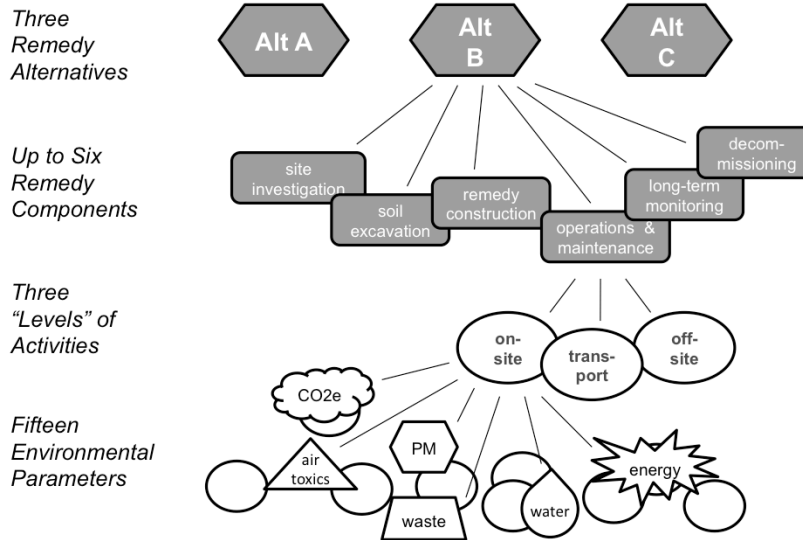 Three
Remedy
Alternatives
Alt A
Alt
B
Alt
C
Up to Six
Remedy
Components
site
investigation
soil
excavation
remedy
construction
operations &
maintenance
long-term
monitoring
decom-
missioning
Three
“Levels” of
Activities
on-
site
trans-
port
off-
site
Fifteen
Environmental
Parameters
CO2e
air
toxics
PM
waste
water
energy